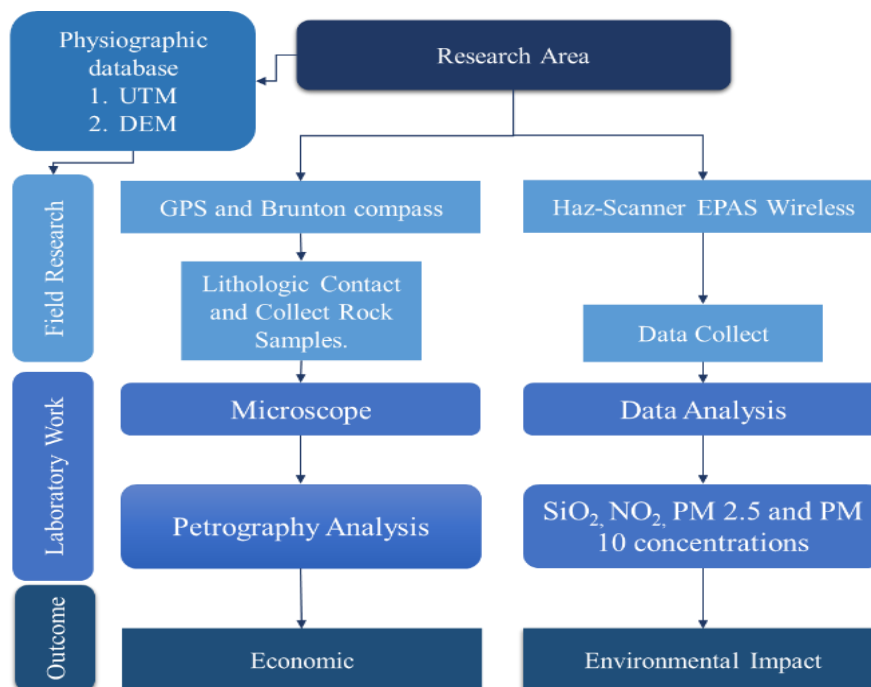 Physiographic
database
1. UTM
2. DEM
Research Area
Field Research
GPS and Brunton compass
Haz-Scanner EPAS Wireless
Lithologic Contact
and Collect Rock
Samples.
Data Collect
Laboratory Work
Microscope
Data Analysis
Petrography Analysis
SiO₂, NO₂, PM 2.5 and PM
10 concentrations
Outcome
Economic
Environmental Impact